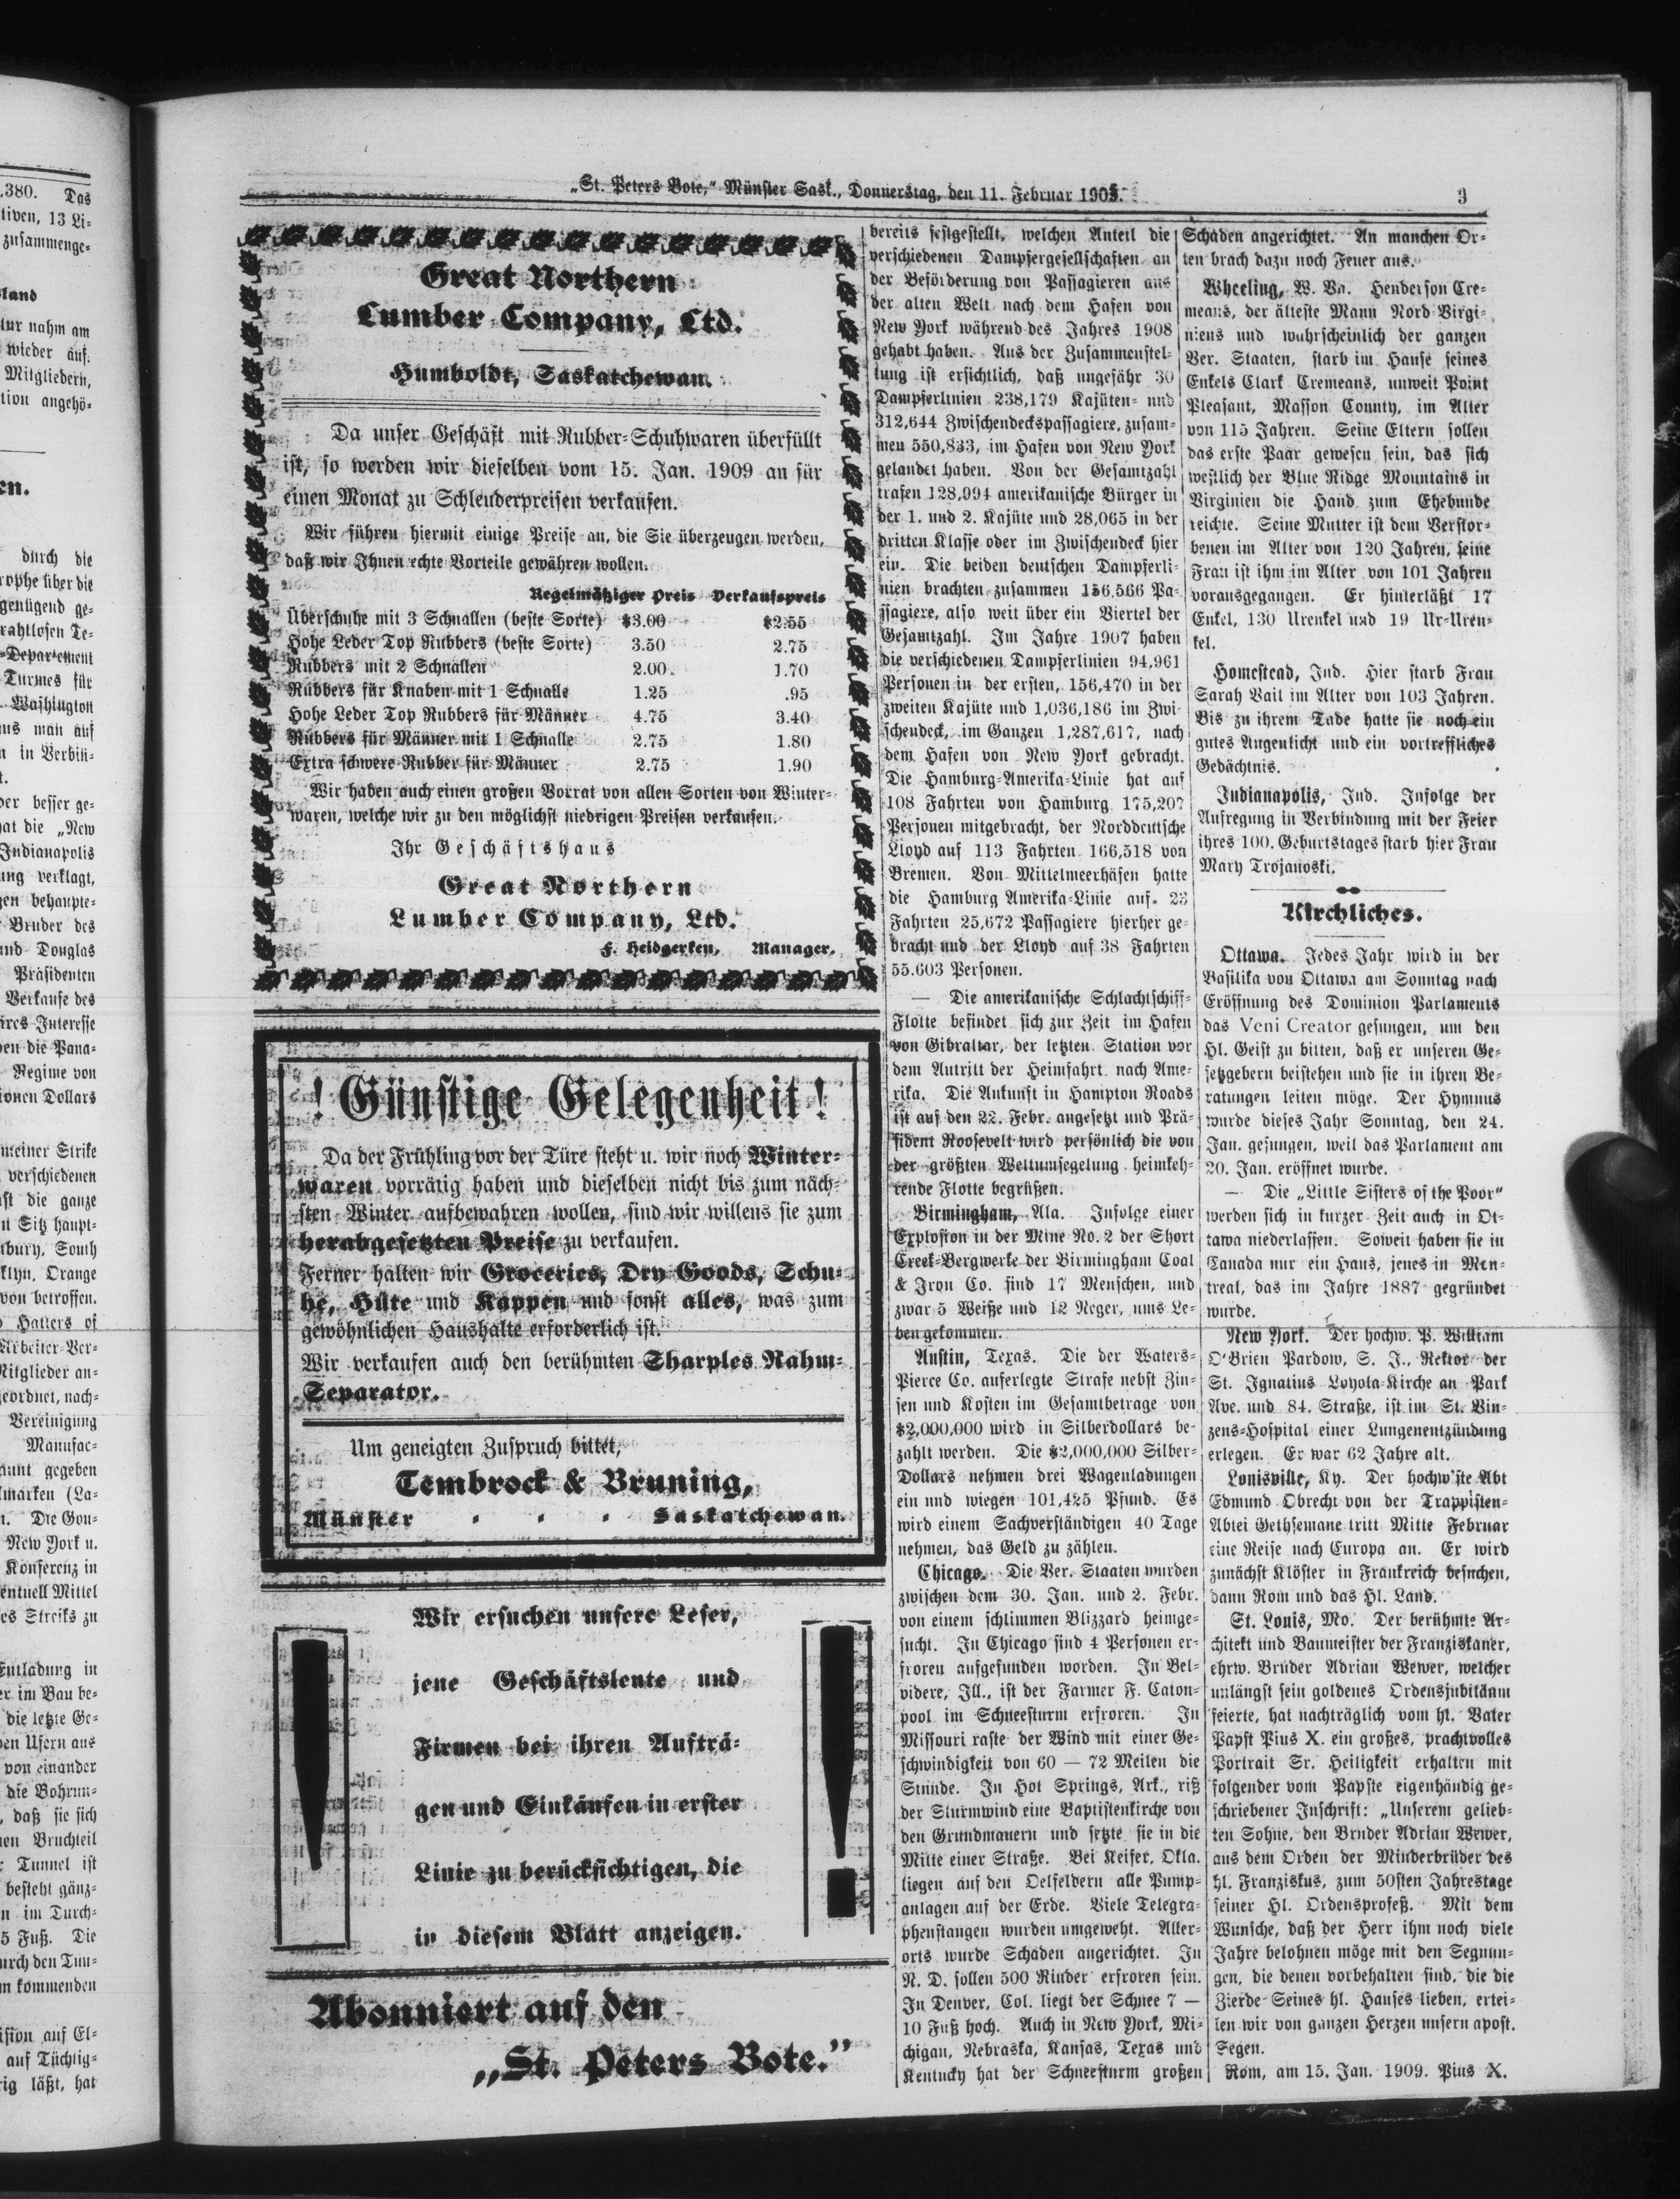 „St. Peters Bote,“ Münster Sask., Donnerstag, den 11. Februar 1909.
3
Great Northern
Lumber Company, Ltd.
Humboldt, Saskatchewan.
Da unser Geschäft mit Rubber-Schuhwaren überfüllt
ist, so werden wir dieselben vom 15. Jan. 1909 an für
einen Monat zu Schleuderpreisen verkaufen.
Wir führen hiermit einige Preise an, die Sie überzeugen werden,
daß wir Ihnen echte Vorteile gewähren wollen.
Regelmäßiger Preis Verkaufspreis
Überschuhe mit 3 Schnallen (beste Sorte) $3.00 $2.55
Hohe Leder Top Rubbers (beste Sorte) 3.50 2.75
Rubbers mit 2 Schnallen 2.00 1.70
Rubbers für Knaben mit 1 Schnalle 1.25 .95
Hohe Leder Top Rubbers für Männer 4.75 3.40
Rubbers für Männer mit 1 Schnalle 2.75 1.80
Extra schwere Rubber für Männer 2.75 1.90
Wir haben auch einen großen Vorrat von allen Sorten von Winter-
waren, welche wir zu den möglichst niedrigen Preisen verkaufen.
Ihr Geschäftshaus
Great Northern
Lumber Company, Ltd.
F. Heidgerken, Manager.
! Günstige Gelegenheit !
Da der Frühling vor der Türe steht u. wir noch Winter-
waren vorrätig haben und dieselben nicht bis zum näch-
sten Winter aufbewahren wollen, sind wir willens sie zum
herabgesetzten Preise zu verkaufen.
Ferner halten wir Groceries, Dry Goods, Schu-
he, Hüte und Kappen und sonst alles, was zum
gewöhnlichen Haushalte erforderlich ist.
Wir verkaufen auch den berühmten Sharples Rahm-
Separator.
Um geneigten Zuspruch bittet,
Tembrock & Bruning,
Münster . . . Saskatchewan.
Wir ersuchen unsere Leser,
jene Geschäftsleute und
Firmen bei ihren Aufträ-
gen und Einkäufen in erster
Linie zu berücksichtigen, die
in diesem Blatt anzeigen.
Abonniert auf den
„St. Peters Bote.”
bereits festgestellt, welchen Anteil die
verschiedenen Dampfergesellschaften an
der Beförderung von Passagieren aus
der alten Welt nach dem Hafen von
New York während des Jahres 1908
gehabt haben. Aus der Zusammenstel-
lung ist ersichtlich, daß ungefähr 30
Dampferlinien 238,179 Kajüten- und
312,644 Zwischendeckspassagiere, zusam-
men 550,833, im Hafen von New York
gelandet haben. Von der Gesamtzahl
trafen 128,994 amerikanische Bürger in
der 1. und 2. Kajüte und 28,065 in der
dritten Klasse oder im Zwischendeck hier
ein. Die beiden deutschen Dampferli-
nien brachten zusammen 156,566 Pa-
ssagiere, also weit über ein Viertel der
Gesamtzahl. Im Jahre 1907 haben
die verschiedenen Dampferlinien 94,961
Personen in der ersten, 156,470 in der
zweiten Kajüte und 1,036,186 im Zwi-
schendeck, im Ganzen 1,287,617, nach
dem Hafen von New York gebracht.
Die Hamburg-Amerika-Linie hat auf
108 Fahrten von Hamburg 175,207
Personen mitgebracht, der Norddeutsche
Lloyd auf 113 Fahrten 166,518 von
Bremen. Von Mittelmeerhäfen hatte
die Hamburg Amerika-Linie auf 23
Fahrten 25,672 Passagiere hierher ge-
bracht und der Lloyd auf 38 Fahrten
55.603 Personen.
— Die amerikanische Schlachtschiff-
Flotte befindet sich zur Zeit im Hafen
von Gibraltar, der letzten Station vor
dem Antritt der Heimfahrt nach Ame-
rika. Die Ankunft in Hampton Roads
ist auf den 22. Febr. angesetzt und Prä-
sident Roosevelt wird persönlich die von
der größten Weltumsegelung heimkeh-
rende Flotte begrüßen.
Birmingham, Ala. Infolge einer
Explosion in der Mine No. 2 der Short
Creek-Bergwerke der Birmingham Coal
& Iron Co. sind 17 Menschen, und
zwar 5 Weiße und 12 Neger, ums Le-
ben gekommen.
Austin, Texas. Die der Waters-
Pierce Co. auferlegte Strafe nebst Zin-
sen und Kosten im Gesamtbetrage von
$2,000,000 wird in Silberdollars be-
zahlt werden. Die $2,000,000 Silber-
Dollars nehmen drei Wagenladungen
ein und wiegen 101,425 Pfund. Es
wird einem Sachverständigen 40 Tage
nehmen, das Geld zu zählen.
Chicago. Die Ver. Staaten wurden
zwischen dem 30. Jan. und 2. Febr.
von einem schlimmen Blizzard heimge-
sucht. In Chicago sind 4 Personen er-
froren aufgefunden worden. In Bel-
videre, Ill., ist der Farmer F. Caton-
pool im Schneesturm erfroren. In
Missouri raste der Wind mit einer Ge-
schwindigkeit von 60 — 72 Meilen die
Stunde. In Hot Springs, Ark., riß
der Sturmwind eine Baptistenkirche von
den Grundmauern und setzte sie in die
Mitte einer Straße. Bei Keifer, Okla.
liegen auf den Oelfeldern alle Pump-
anlagen auf der Erde. Viele Telegra-
phenstangen wurden umgeweht. Aller-
orts wurde Schaden angerichtet. In
N. D. sollen 500 Rinder erfroren sein.
In Denver, Col. liegt der Schnee 7 —
10 Fuß hoch. Auch in New York, Mi-
chigan, Nebraska, Kansas, Texas und
Kentucky hat der Schneesturm großen
Schaden angerichtet. An manchen Or-
ten brach dazu noch Feuer aus.
Wheeling, W. Va. Henderson Cre-
means, der älteste Mann Nord-Virgi-
niens und wahrscheinlich der ganzen
Ver. Staaten, starb im Hause seines
Enkels Clark Cremeans, unweit Point
Pleasant, Masson County, im Alter
von 115 Jahren. Seine Eltern sollen
das erste Paar gewesen sein, das sich
westlich der Blue Ridge Mountains in
Virginien die Hand zum Ehebunde
reichte. Seine Mutter ist dem Verstor-
benen im Alter von 120 Jahren, seine
Frau ist ihm im Alter von 101 Jahren
vorausgegangen. Er hinterläßt 17
Enkel, 130 Urenkel und 19 Ur-Uren-
kel.
Homestead, Ind. Hier starb Frau
Sarah Vail im Alter von 103 Jahren.
Bis zu ihrem Tade hatte sie noch ein
gutes Augenlicht und ein vortreffliches
Gedächtnis.
Indianapolis, Ind. Infolge der
Aufregung in Verbindung mit der Feier
ihres 100. Geburtstages starb hier Frau
Mary Trojanoski.
Kirchliches.
Ottawa. Jedes Jahr wird in der
Basilika von Ottawa am Sonntag nach
Eröffnung des Dominion Parlaments
das Veni Creator gesungen, um den
Hl. Geist zu bitten, daß er unseren Ge-
setzgebern beistehen und sie in ihren Be-
ratungen leiten möge. Der Hymnus
wurde dieses Jahr Sonntag, den 24.
Jan. gesungen, weil das Parlament am
20. Jan. eröffnet wurde.
— Die „Little Sisters of the Poor“
werden sich in kurzer Zeit auch in Ot-
tawa niederlassen. Soweit haben sie in
Canada nur ein Haus, jenes in Mon-
treal, das im Jahre 1887 gegründet
wurde.
New York. Der hochw. P. William
O'Brien Pardow, S. J., Rektor der
St. Ignatius Loyola-Kirche an Park
Ave. und 84. Straße, ist im St. Vin-
zens-Hospital einer Lungenentzündung
erlegen. Er war 62 Jahre alt.
Louisville, Ky. Der hochw'ste Abt
Edmund Obrecht von der Trappisten-
Abtei Gethsemane tritt Mitte Februar
eine Reise nach Europa an. Er wird
zunächst Klöster in Frankreich besuchen,
dann Rom und das Hl. Land.
St. Louis, Mo. Der berühmte Ar-
chitekt und Baumeister der Franziskaner,
ehrw. Bruder Adrian Wewer, welcher
unlängst sein goldenes Ordensjubiläum
feierte, hat nachträglich vom hl. Vater
Papst Pius X. ein großes, prachtvolles
Portrait Sr. Heiligkeit erhalten mit
folgender vom Papste eigenhändig ge-
schriebener Inschrift: „Unserem gelieb-
ten Sohne, den Bruder Adrian Wewer,
aus dem Orden der Minderbrüder des
hl. Franziskus, zum 50sten Jahrestage
seiner Hl. Ordensprofeß. Mit dem
Wunsche, daß der Herr ihm noch viele
Jahre belohnen möge mit den Segnun-
gen, die denen vorbehalten sind, die die
Zierde Seines hl. Hauses lieben, ertei-
len wir von ganzen Herzen unsern apost.
Segen.
Rom, am 15. Jan. 1909. Pius X.